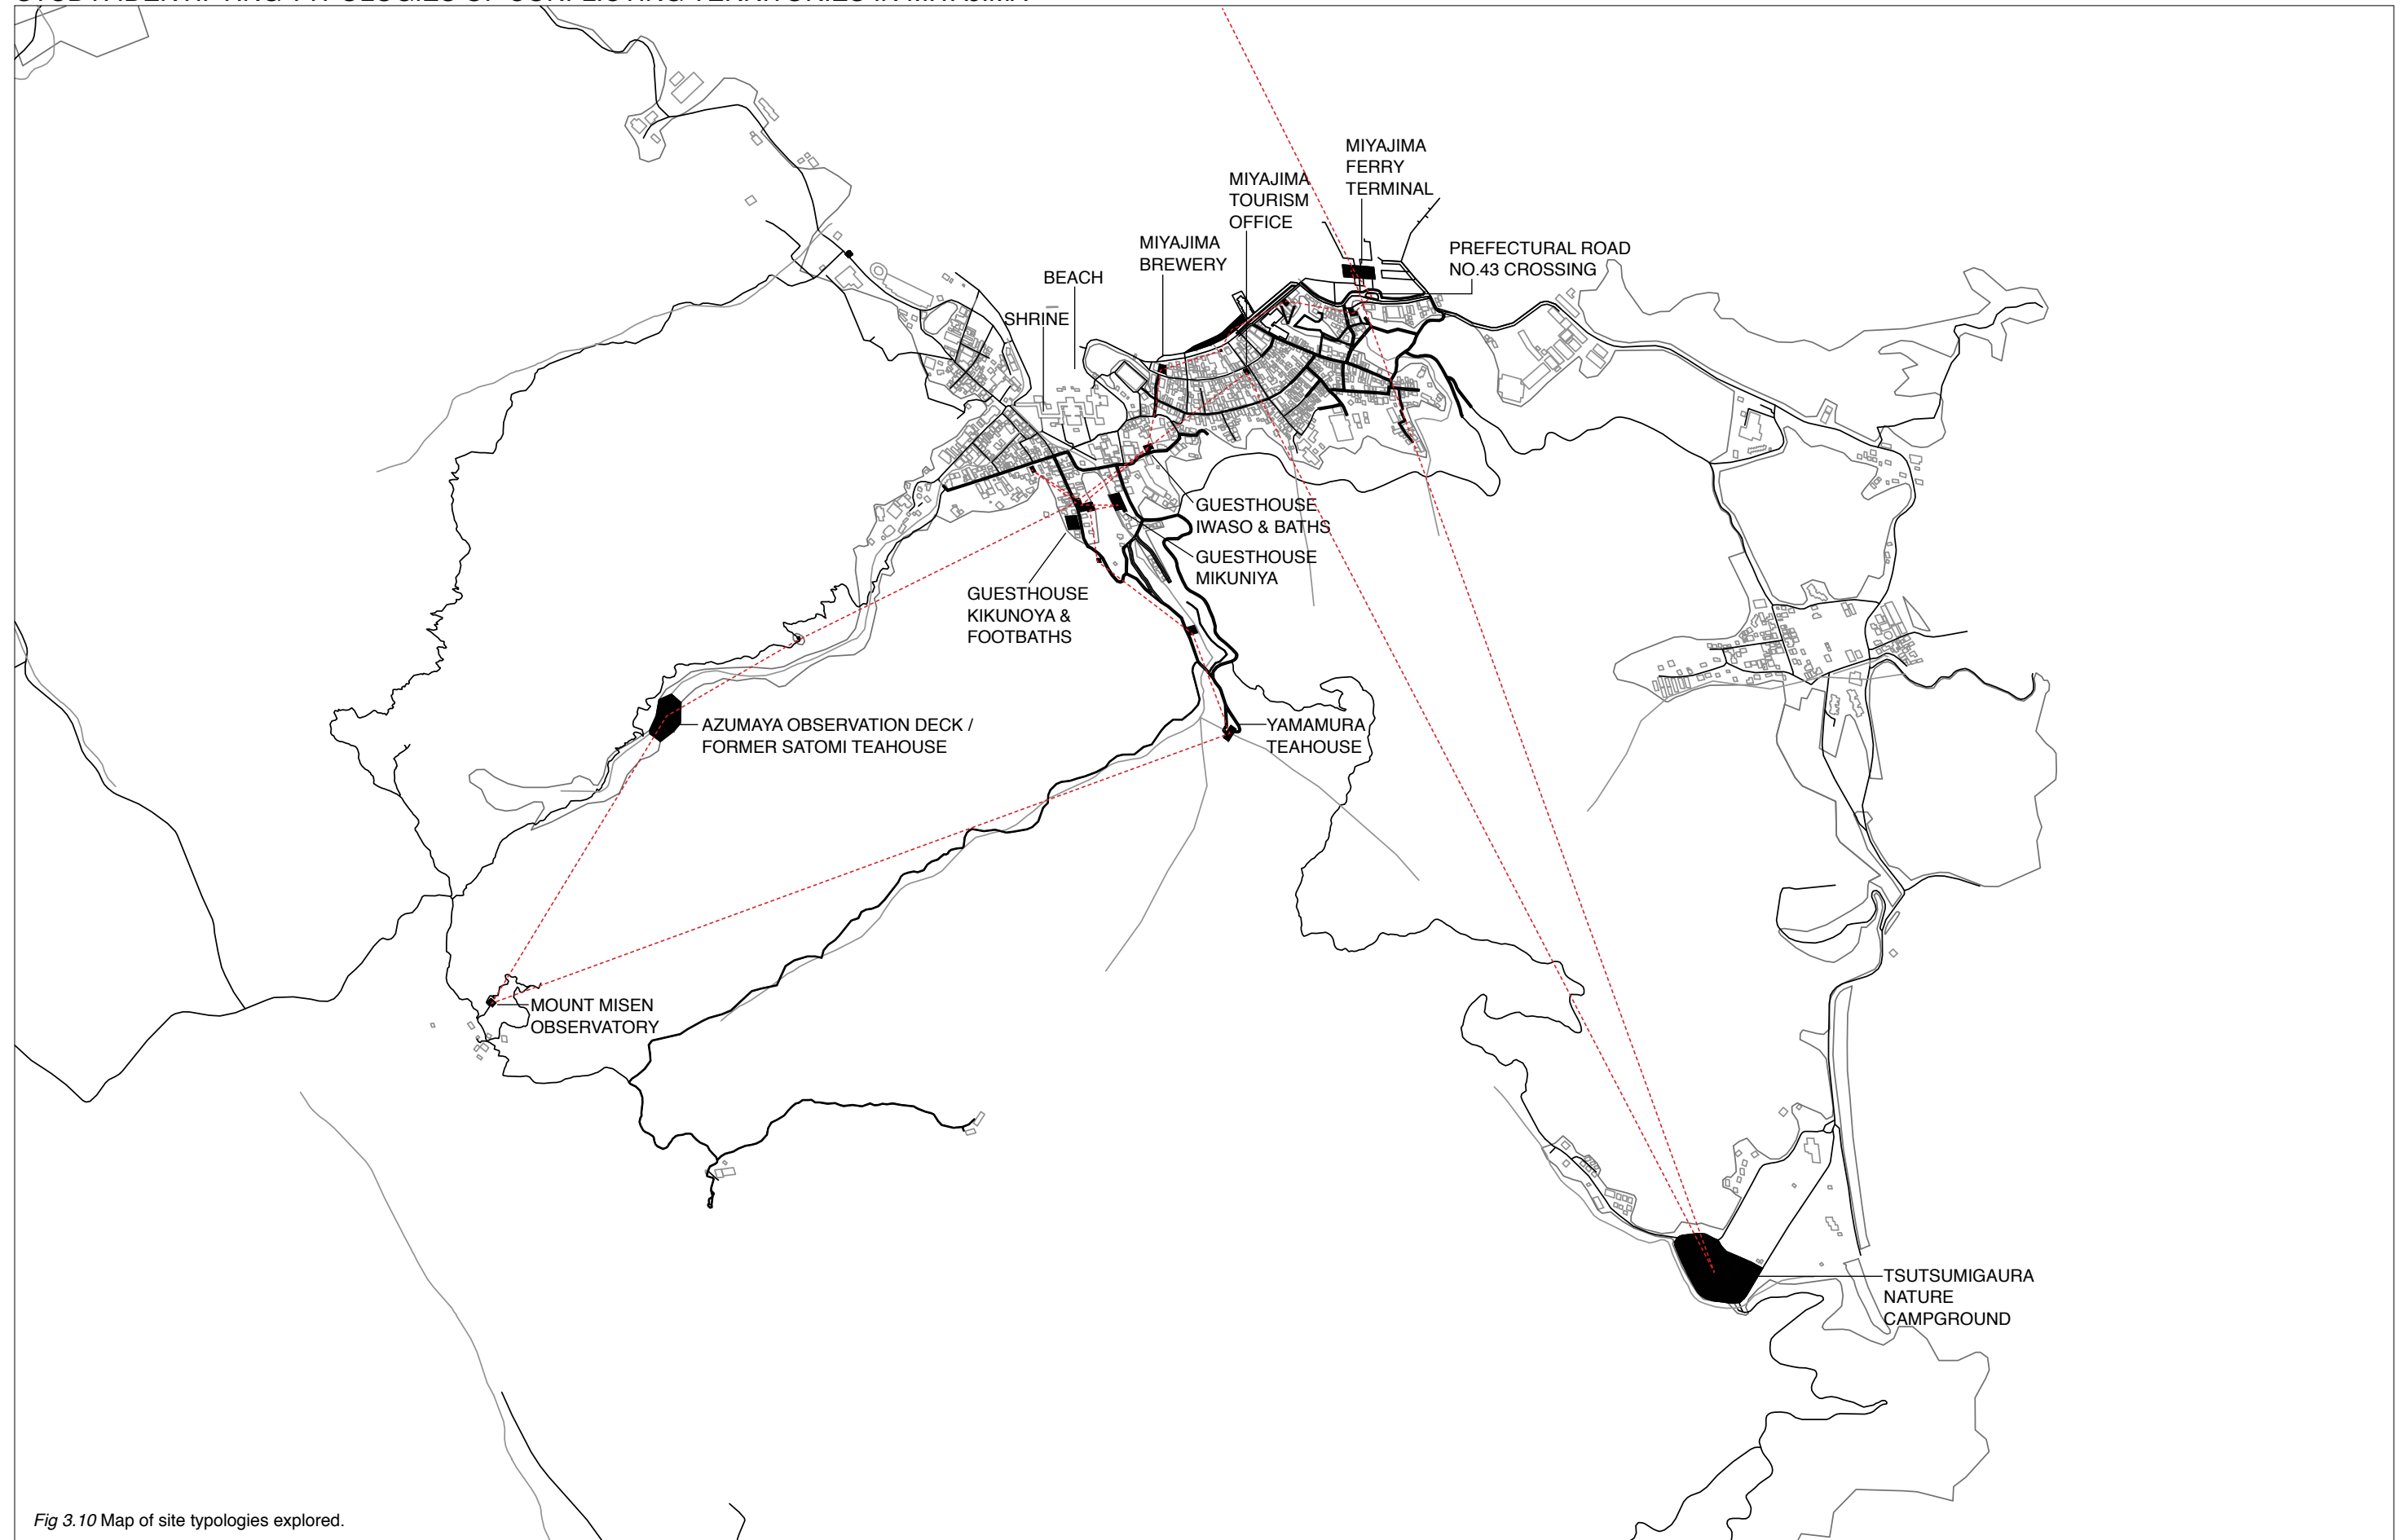 MIYAJIMA
FERRY
TERMINAL
MIYAJIMA
TOURISM
OFFICE
MIYAJIMA
BREWERY
PREFECTURAL ROAD
NO.43 CROSSING
BEACH
SHRINE
GUESTHOUSE
IWASO & BATHS
GUESTHOUSE
MIKUNIYA
GUESTHOUSE
KIKUNOYA &
FOOTBATHS
AZUMAYA OBSERVATION DECK /
FORMER SATOMI TEAHOUSE
YAMAMURA
TEAHOUSE
MOUNT MISEN
OBSERVATORY
TSUTSUMIGAURA
NATURE
CAMPGROUND
Fig 3.10 Map of site typologies explored.